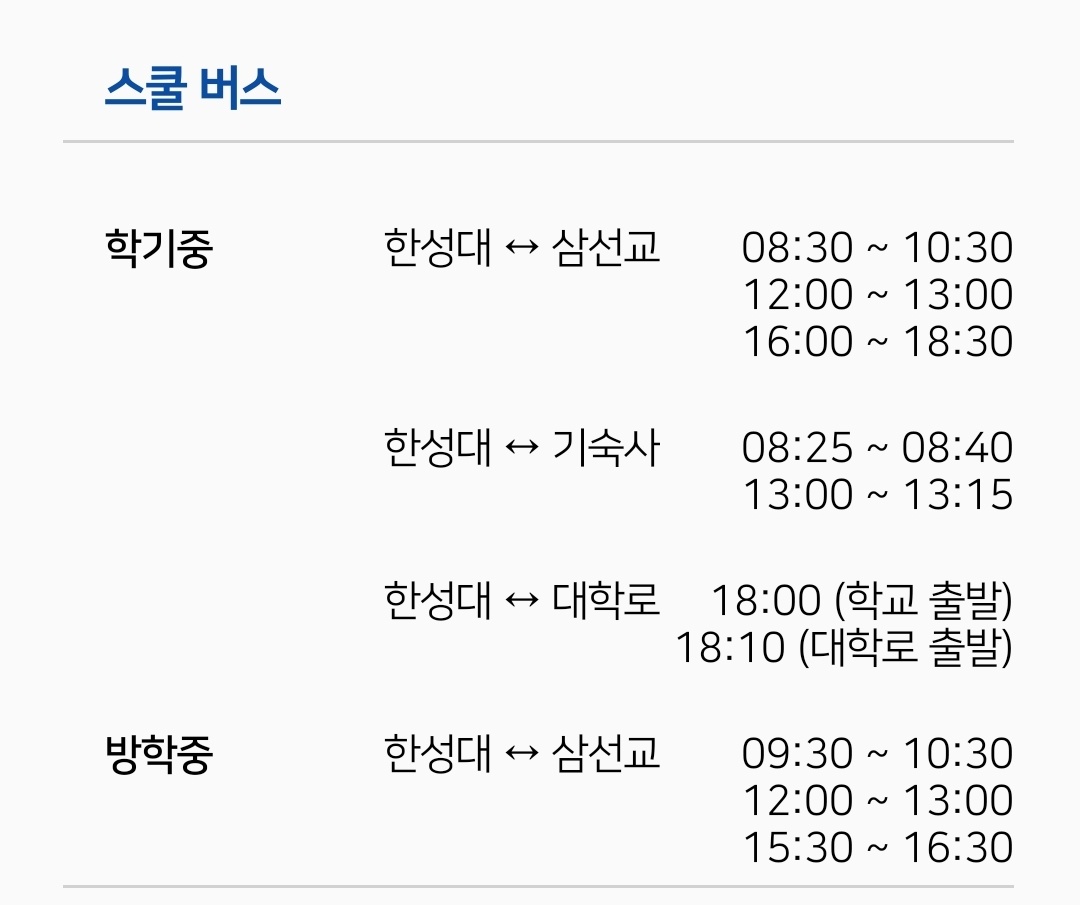 스쿨 버스
학기중 한성대 ↔ 삼선교 08:30 ~ 10:30
12:00 ~ 13:00
16:00 ~ 18:30
한성대 ↔ 기숙사 08:25 ~ 08:40
13:00 ~ 13:15
한성대 ↔ 대학로 18:00 (학교 출발)
18:10 (대학로 출발)
방학중 한성대 ↔ 삼선교 09:30 ~ 10:30
12:00 ~ 13:00
15:30 ~ 16:30